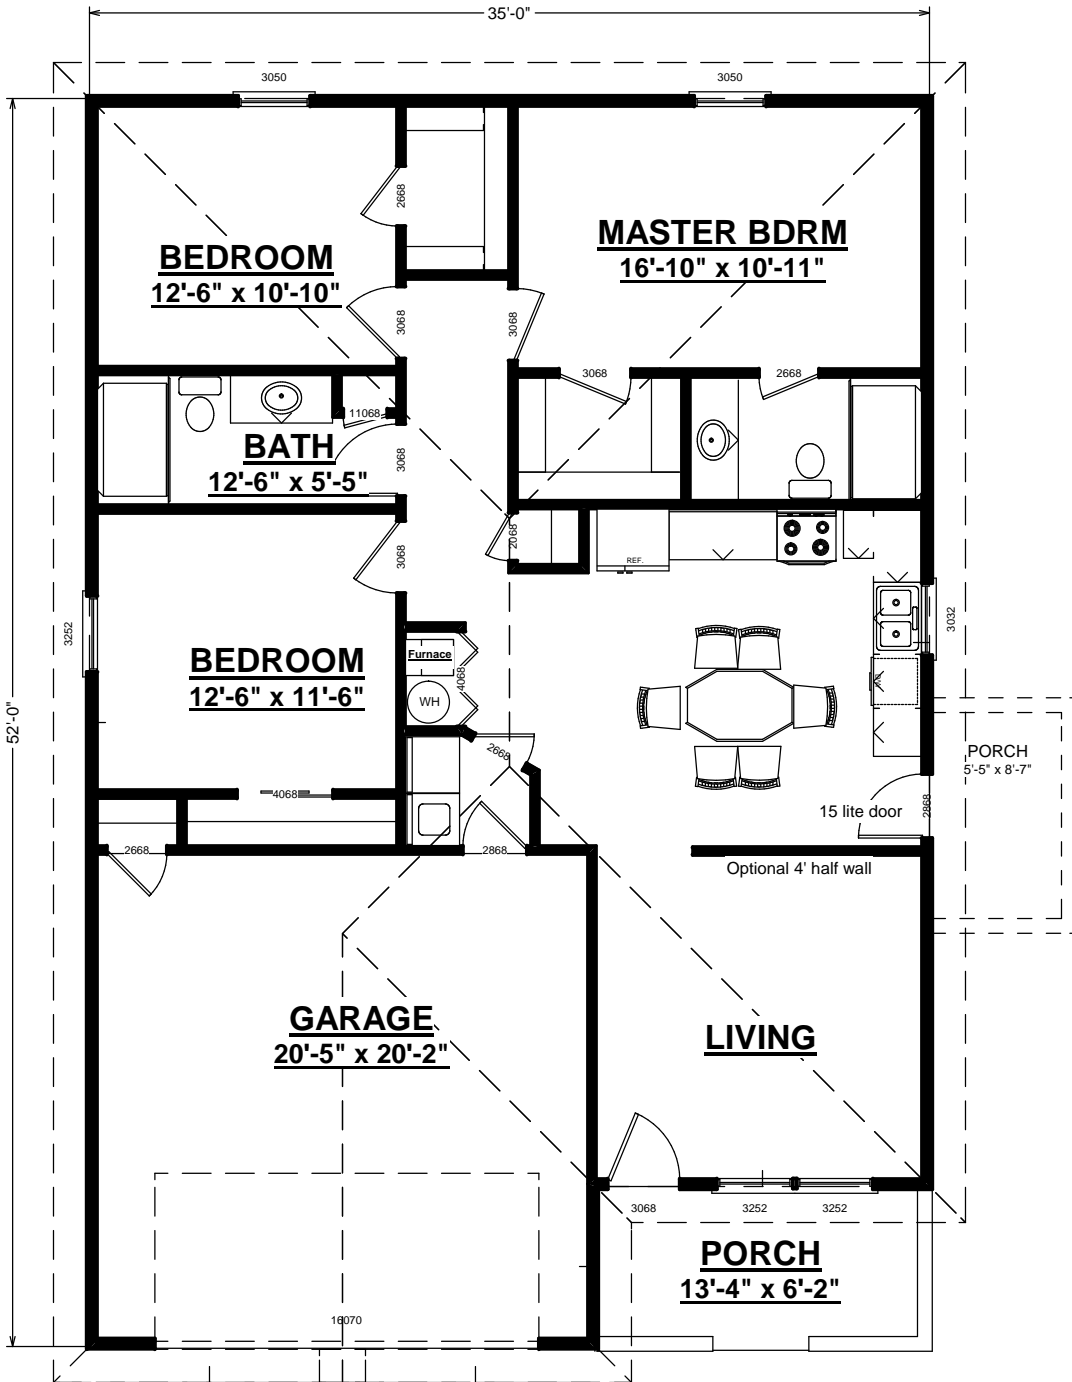 35'-0"
3050
3050
2668
BEDROOM
12'-6" x 10'-10"
MASTER BDRM
16'-10" x 10'-11"
3068
3068
3068
2668
11068
BATH
12'-6" x 5'-5"
3068
2068
REF.
3068
3252
3032
BEDROOM
12'-6" x 11'-6"
Furnace
4068
WH
52'-0"
2668
PORCH
5'-5" x 8'-7"
4068
15 lite door
2868
2668
2868
Optional 4' half wall
GARAGE
20'-5" x 20'-2"
LIVING
3068
3252
3252
PORCH
13'-4" x 6'-2"
16070